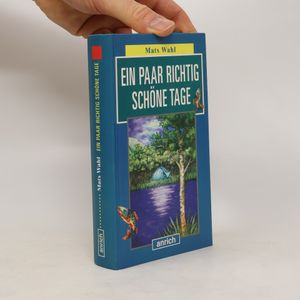 Mats Wahl
EIN PAAR RICHTIG
SCHÖNE TAGE
anrich
Mats Wahl EIN PAAR RICHTIG SCHÖNE TAGE
anrich